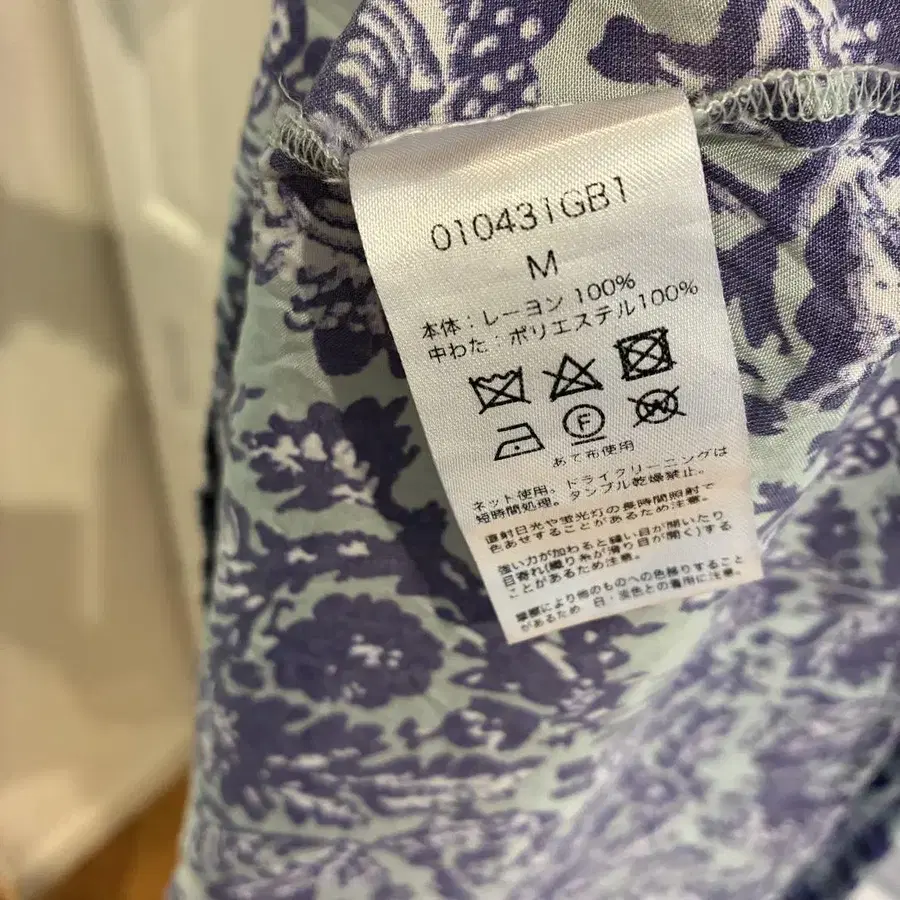 010431GB1
M
本体：レーヨン 100%
中わた：ポリエステル100%
F
W
あて布使用
ネット使用。ドライクリーニングは
短時間処理。タンブル乾燥禁止。
直射日光や蛍光灯の長時間照射で
色あせすることがあるため注意。
強い力が加わると縫い目が開いたり
目寄れ(織り糸が滑り目が開く)する
ことがあるため注意。
摩擦により他のものへの色移りすること
があるため 白・淡色との着用に注意。